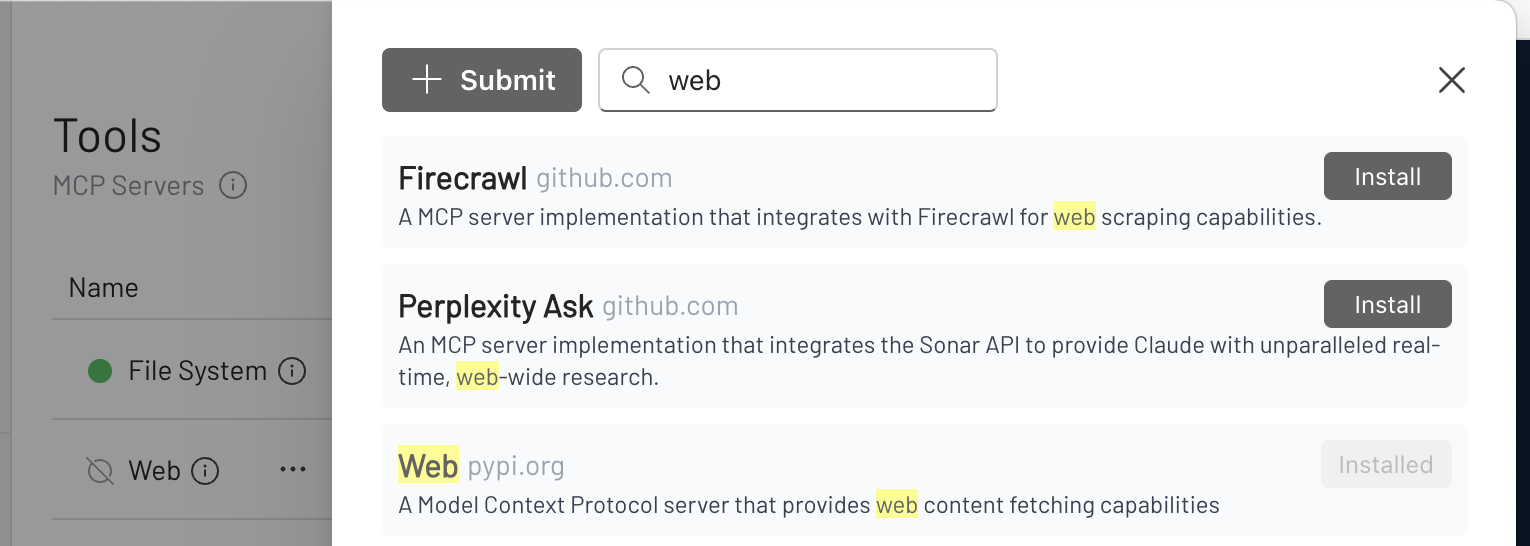 Tools
MCP Servers
Name
File System
Web
Submit
web
Firecrawl github.com
Install
A MCP server implementation that integrates with Firecrawl for web scraping capabilities.
Perplexity Ask github.com
Install
An MCP server implementation that integrates the Sonar API to provide Claude with unparalleled real-
time, web-wide research.
Web pypi.org
Installed
A Model Context Protocol server that provides web content fetching capabilities